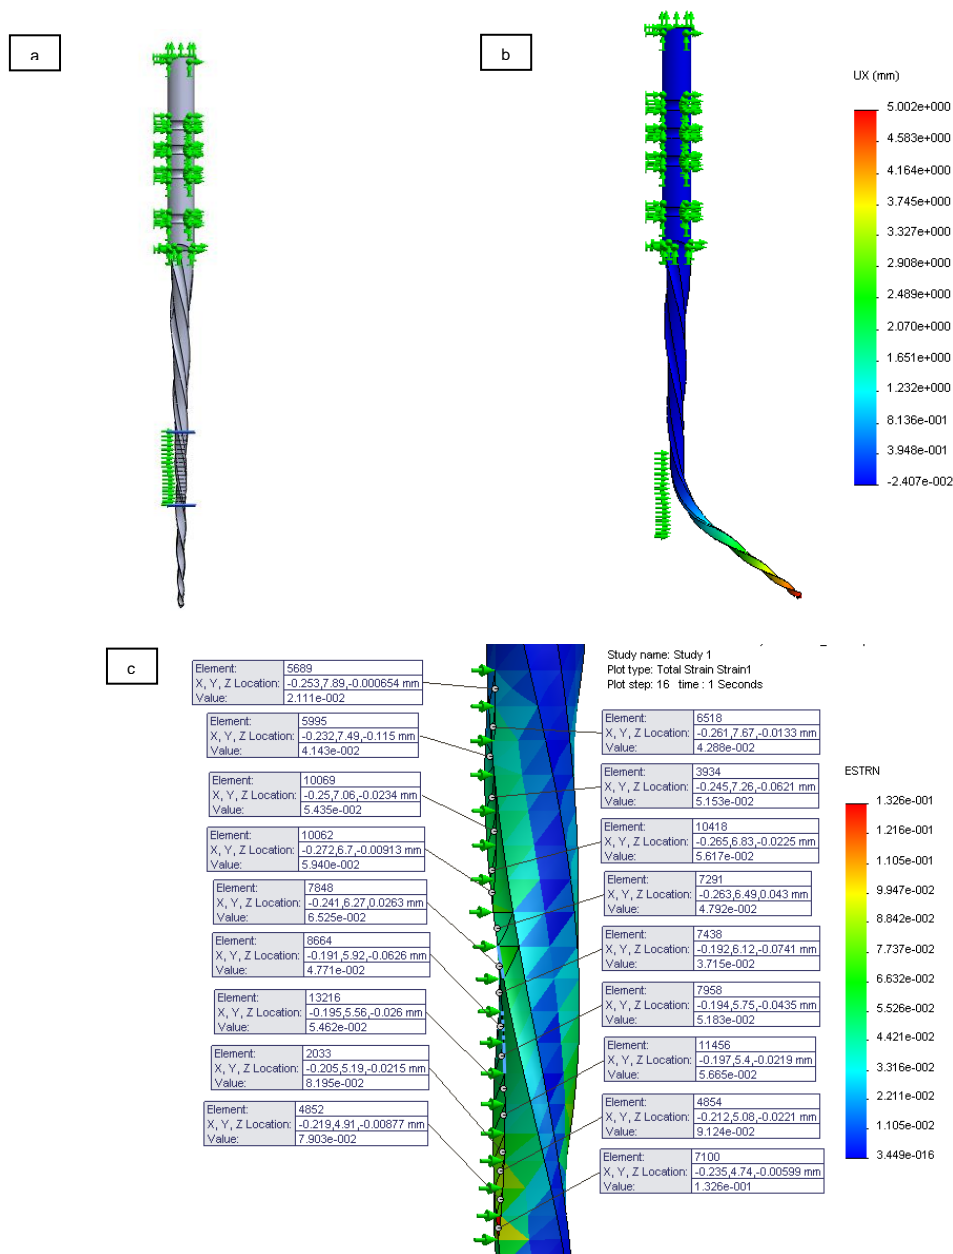 a
b
UX (mm)
5.002e+000
4.583e+000
4.164e+000
3.745e+000
3.327e+000
2.908e+000
2.489e+000
2.070e+000
1.651e+000
1.232e+000
8.136e-001
3.948e-001
-2.407e-002
c
Study name: Study 1
Plot type: Total Strain Strain1
Plot step: 16 time : 1 Seconds
Element: 5689
X, Y, Z Location: -0.253,7.89,-0.000654 mm
Value: 2.111e-002
Element: 5995
X, Y, Z Location: -0.232,7.49,-0.115 mm
Value: 4.143e-002
Element: 10069
X, Y, Z Location: -0.25,7.06,-0.0234 mm
Value: 5.435e-002
Element: 10062
X, Y, Z Location: -0.272,6.7,-0.00913 mm
Value: 5.940e-002
Element: 7848
X, Y, Z Location: -0.241,6.27,0.0263 mm
Value: 6.525e-002
Element: 8664
X, Y, Z Location: -0.191,5.92,-0.0626 mm
Value: 4.771e-002
Element: 13216
X, Y, Z Location: -0.195,5.56,-0.026 mm
Value: 5.462e-002
Element: 2033
X, Y, Z Location: -0.205,5.19,-0.0215 mm
Value: 8.195e-002
Element: 4852
X, Y, Z Location: -0.219,4.91,-0.00877 mm
Value: 7.903e-002
Element: 6518
X, Y, Z Location: -0.261,7.67,-0.0133 mm
Value: 4.288e-002
Element: 3934
X, Y, Z Location: -0.245,7.26,-0.0621 mm
Value: 5.153e-002
Element: 10418
X, Y, Z Location: -0.265,6.83,-0.0225 mm
Value: 5.617e-002
Element: 7291
X, Y, Z Location: -0.263,6.49,0.043 mm
Value: 4.792e-002
Element: 7438
X, Y, Z Location: -0.192,6.12,-0.0741 mm
Value: 3.715e-002
Element: 7958
X, Y, Z Location: -0.194,5.75,-0.0435 mm
Value: 5.183e-002
Element: 11456
X, Y, Z Location: -0.197,5.4,-0.0219 mm
Value: 5.665e-002
Element: 4854
X, Y, Z Location: -0.212,5.08,-0.0221 mm
Value: 9.124e-002
Element: 7100
X, Y, Z Location: -0.235,4.74,-0.00599 mm
Value: 1.326e-001
ESTRN
1.326e-001
1.216e-001
1.105e-001
9.947e-002
8.842e-002
7.737e-002
6.632e-002
5.526e-002
4.421e-002
3.316e-002
2.211e-002
1.105e-002
3.449e-016